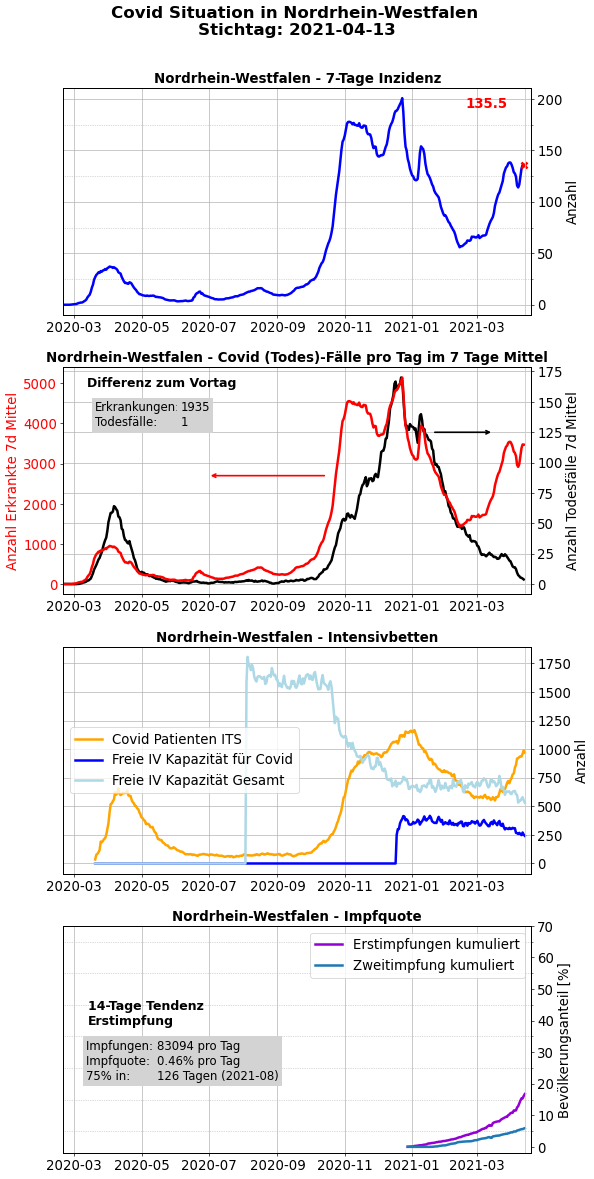 Covid Situation in Nordrhein-Westfalen
Stichtag: 2021-04-13
Nordrhein-Westfalen - 7-Tage Inzidenz
135.5
200
150
100
50
0
Anzahl
2020-03 2020-05 2020-07 2020-09 2020-11 2021-01 2021-03
Nordrhein-Westfalen - Covid (Todes)-Fälle pro Tag im 7 Tage Mittel
Anzahl Erkrankte 7d Mittel
5000
4000
3000
2000
1000
0
Differenz zum Vortag
Erkrankungen: 1935
Todesfälle: 1
175
150
125
100
75
50
25
0
Anzahl Todesfälle 7d Mittel
2020-03 2020-05 2020-07 2020-09 2020-11 2021-01 2021-03
Nordrhein-Westfalen - Intensivbetten
Covid Patienten ITS
Freie IV Kapazität für Covid
Freie IV Kapazität Gesamt
1750
1500
1250
1000
750
500
250
0
Anzahl
2020-03 2020-05 2020-07 2020-09 2020-11 2021-01 2021-03
Nordrhein-Westfalen - Impfquote
Erstimpfungen kumuliert
Zweitimpfung kumuliert
14-Tage Tendenz
Erstimpfung
Impfungen: 83094 pro Tag
Impfquote: 0.46% pro Tag
75% in: 126 Tagen (2021-08)
70
60
50
40
30
20
10
0
Bevölkerungsanteil [%]
2020-03 2020-05 2020-07 2020-09 2020-11 2021-01 2021-03